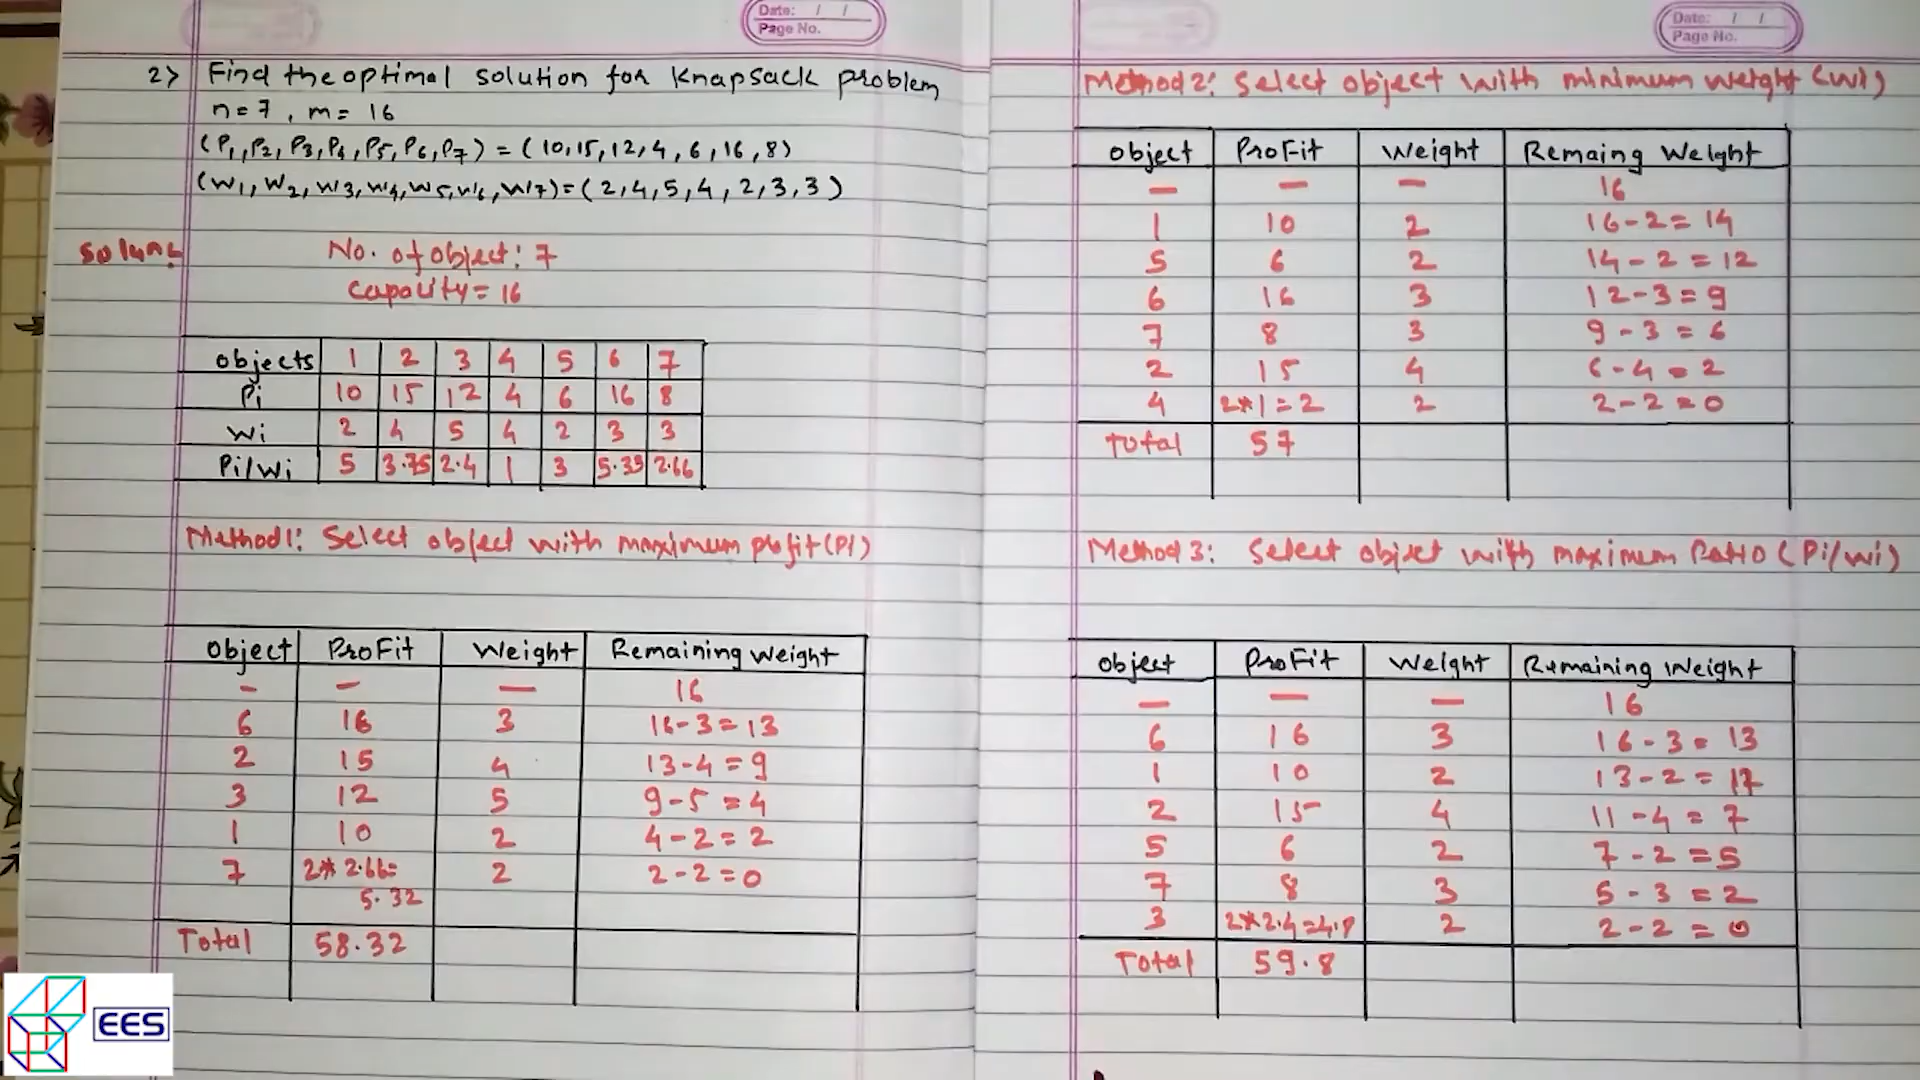 Date: / /
Page No.
2> Find the optimal solution for Knapsack problem
n=7, m= 16
(P1,P2, P3,P4,P5,P6,P7) = (10,15,12,4,6,16,8)
(W1,W2,W3,W4,W5,W6,W7)=(2,4,5,4,2,3,3)
No. of object: 7
capacity= 16
objects 1 2 3 4 5 6 7
Pi 10 15 12 4 6 16 8
Wi 2 4 5 4 2 3 3
Pi/Wi 5 3.75 2.4 1 3 5.33 2.66
Method1: Select object with maximum profit(Pi)
object ProFit Weight Remaining weight
— — — 16
6 16 3 16-3=13
2 15 4 13-4=9
3 12 5 9-5=4
1 10 2 4-2=2
7 2*2.66= 2 2-2=0
5.32
Total 58.32
EES
Date: / /
Page No.
Method2: Select object with minimum weight (Wi)
object ProFit Weight Remaing Weight
— — — 16
1 10 2 16-2=14
5 6 2 14-2=12
6 16 3 12-3=9
7 8 3 9-3=6
2 15 4 6-4=2
4 2*1=2 2 2-2=0
Total 57
Method 3: Select object with maximum Ratio (Pi/Wi)
object ProFit Weight Remaining Weight
— — — 16
6 16 3 16-3=13
1 10 2 13-2=
2 15 4 11-4=7
5 6 2 7-2=5
7 8 3 5-3=2
3 2*2.4=4.8 2 2-2=0
Total 59.8